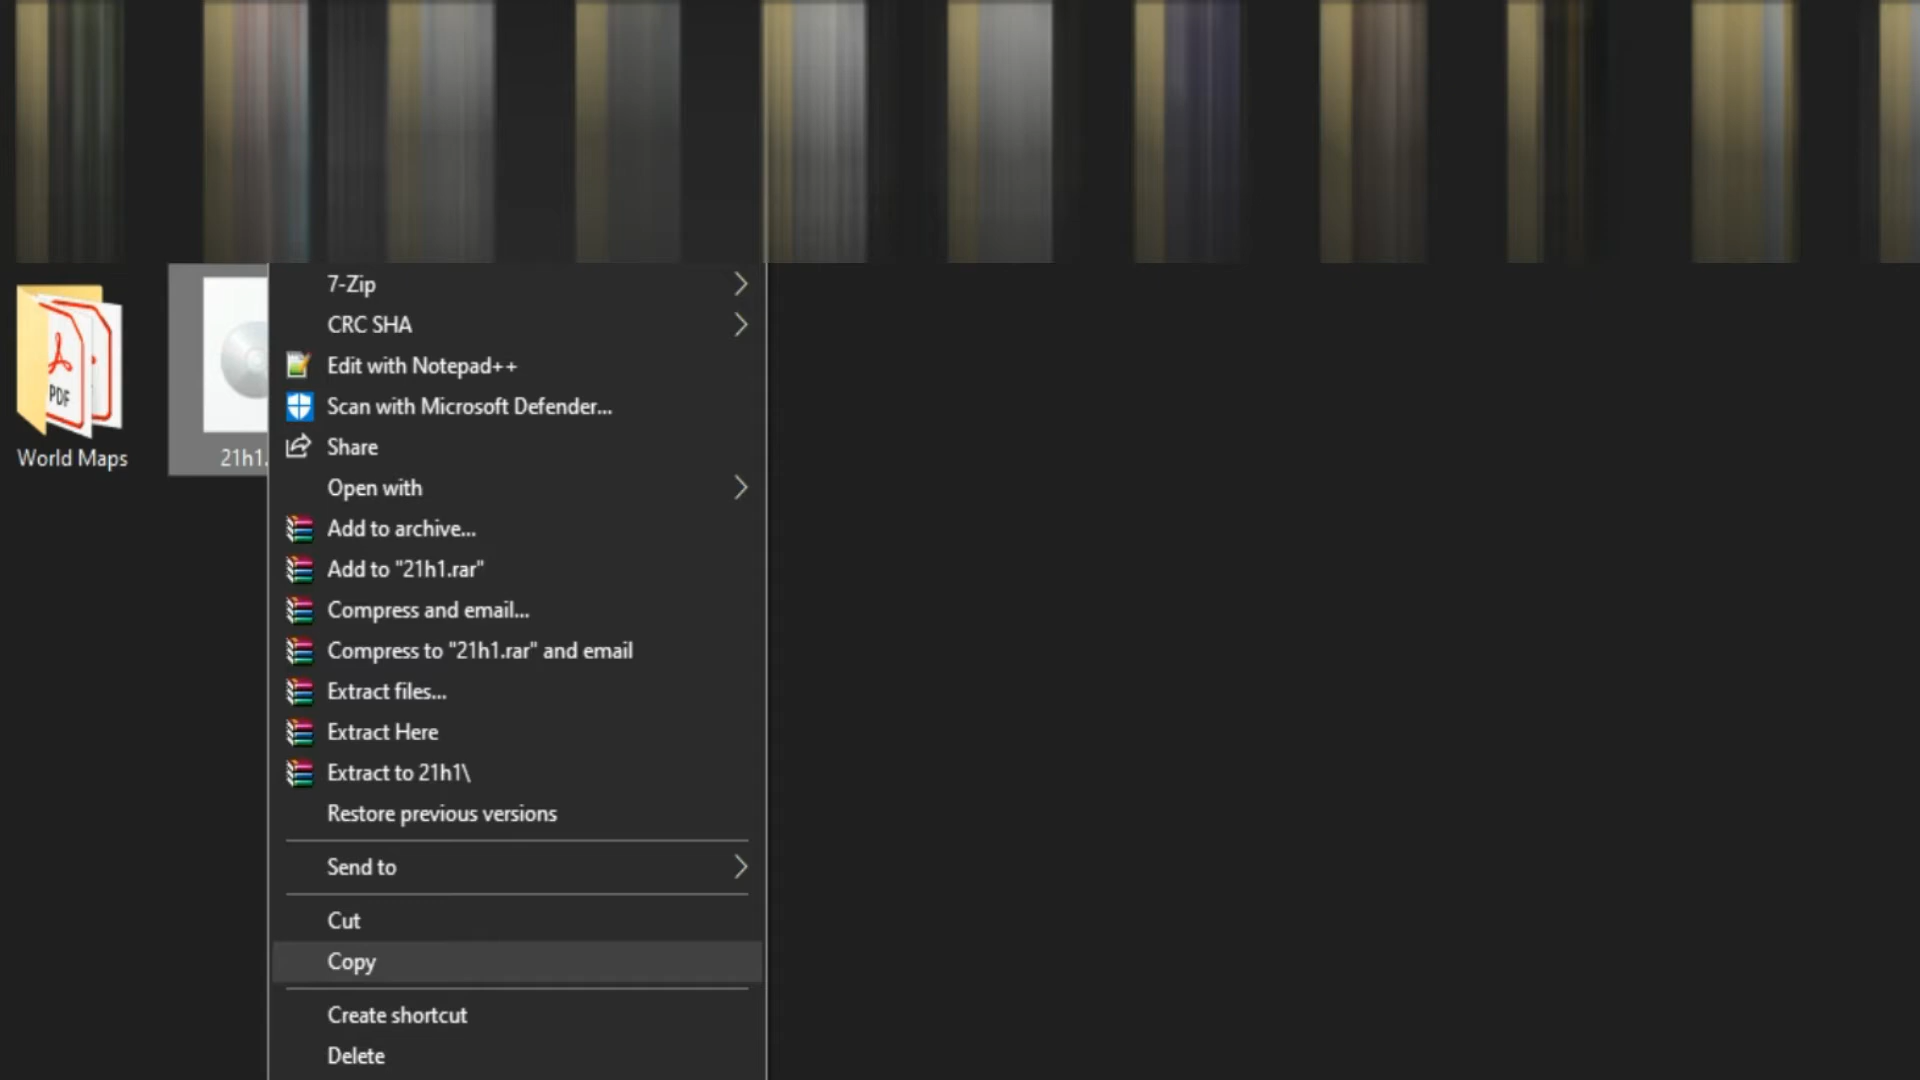 7-Zip
CRC SHA
Edit with Notepad++
Scan with Microsoft Defender...
Share
Open with
Add to archive...
Add to "21h1.rar"
Compress and email...
Compress to "21h1.rar" and email
Extract files...
Extract Here
Extract to 21h1\
Restore previous versions
Send to
Cut
Copy
Create shortcut
Delete
PDF
World Maps
21h1.